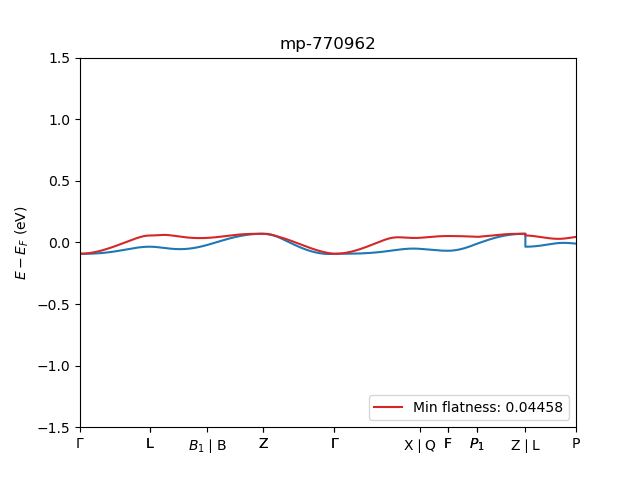 mp-770962
1.5
1.0
0.5
0.0
−0.5
−1.0
−1.5
E − E_F (eV)
Min flatness: 0.04458
Γ L B₁ | B Z Γ X | Q F P₁ Z | L P